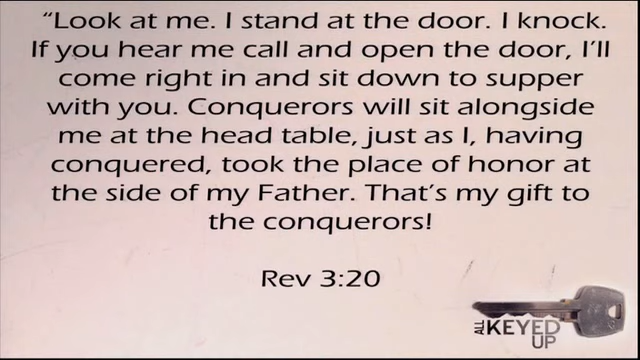 “Look at me. I stand at the door. I knock.
If you hear me call and open the door, I’ll
come right in and sit down to supper
with you. Conquerors will sit alongside
me at the head table, just as I, having
conquered, took the place of honor at
the side of my Father. That’s my gift to
the conquerors!
Rev 3:20
ALL KEYED
UP